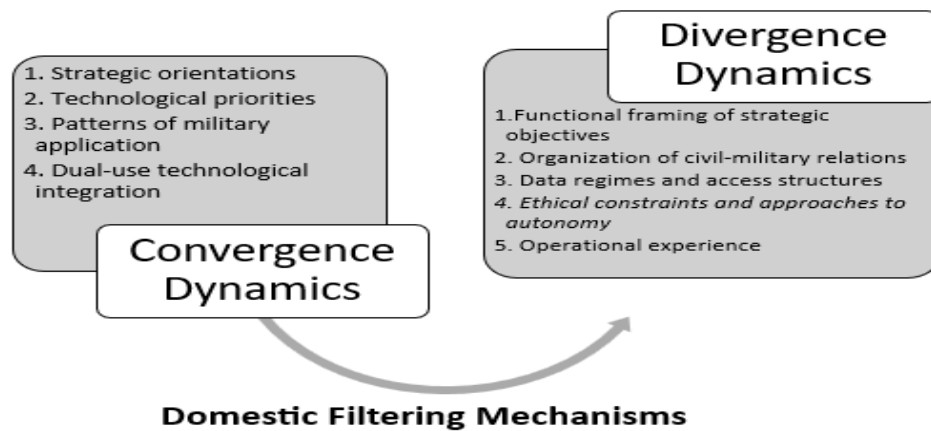 1. Strategic orientations
2. Technological priorities
3. Patterns of military
application
4. Dual-use technological
integration
Convergence
Dynamics
Divergence
Dynamics
1.Functional framing of strategic
objectives
2. Organization of civil-military relations
3. Data regimes and access structures
4. Ethical constraints and approaches to
autonomy
5. Operational experience
Domestic Filtering Mechanisms